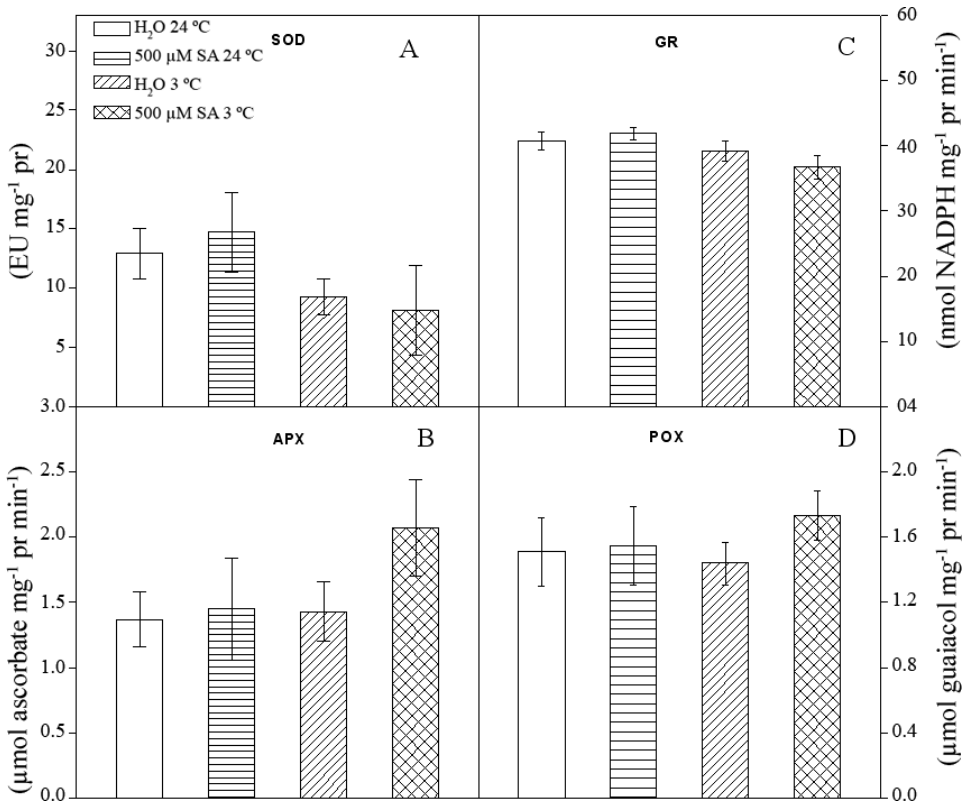 SOD
A
H₂O 24 ºC
500 µM SA 24 ºC
H₂O 3 ºC
500 µM SA 3 ºC
30
25
20
15
10
5
3.0
(EU mg⁻¹ pr)
GR
C
60
50
40
30
20
10
04
(nmol NADPH mg⁻¹ pr min⁻¹)
APX
B
2.5
2.0
1.5
1.0
0.5
0.0
(µmol ascorbate mg⁻¹ pr min⁻¹)
POX
D
2.0
1.6
1.2
0.8
0.4
0.0
(µmol guaiacol mg⁻¹ pr min⁻¹)